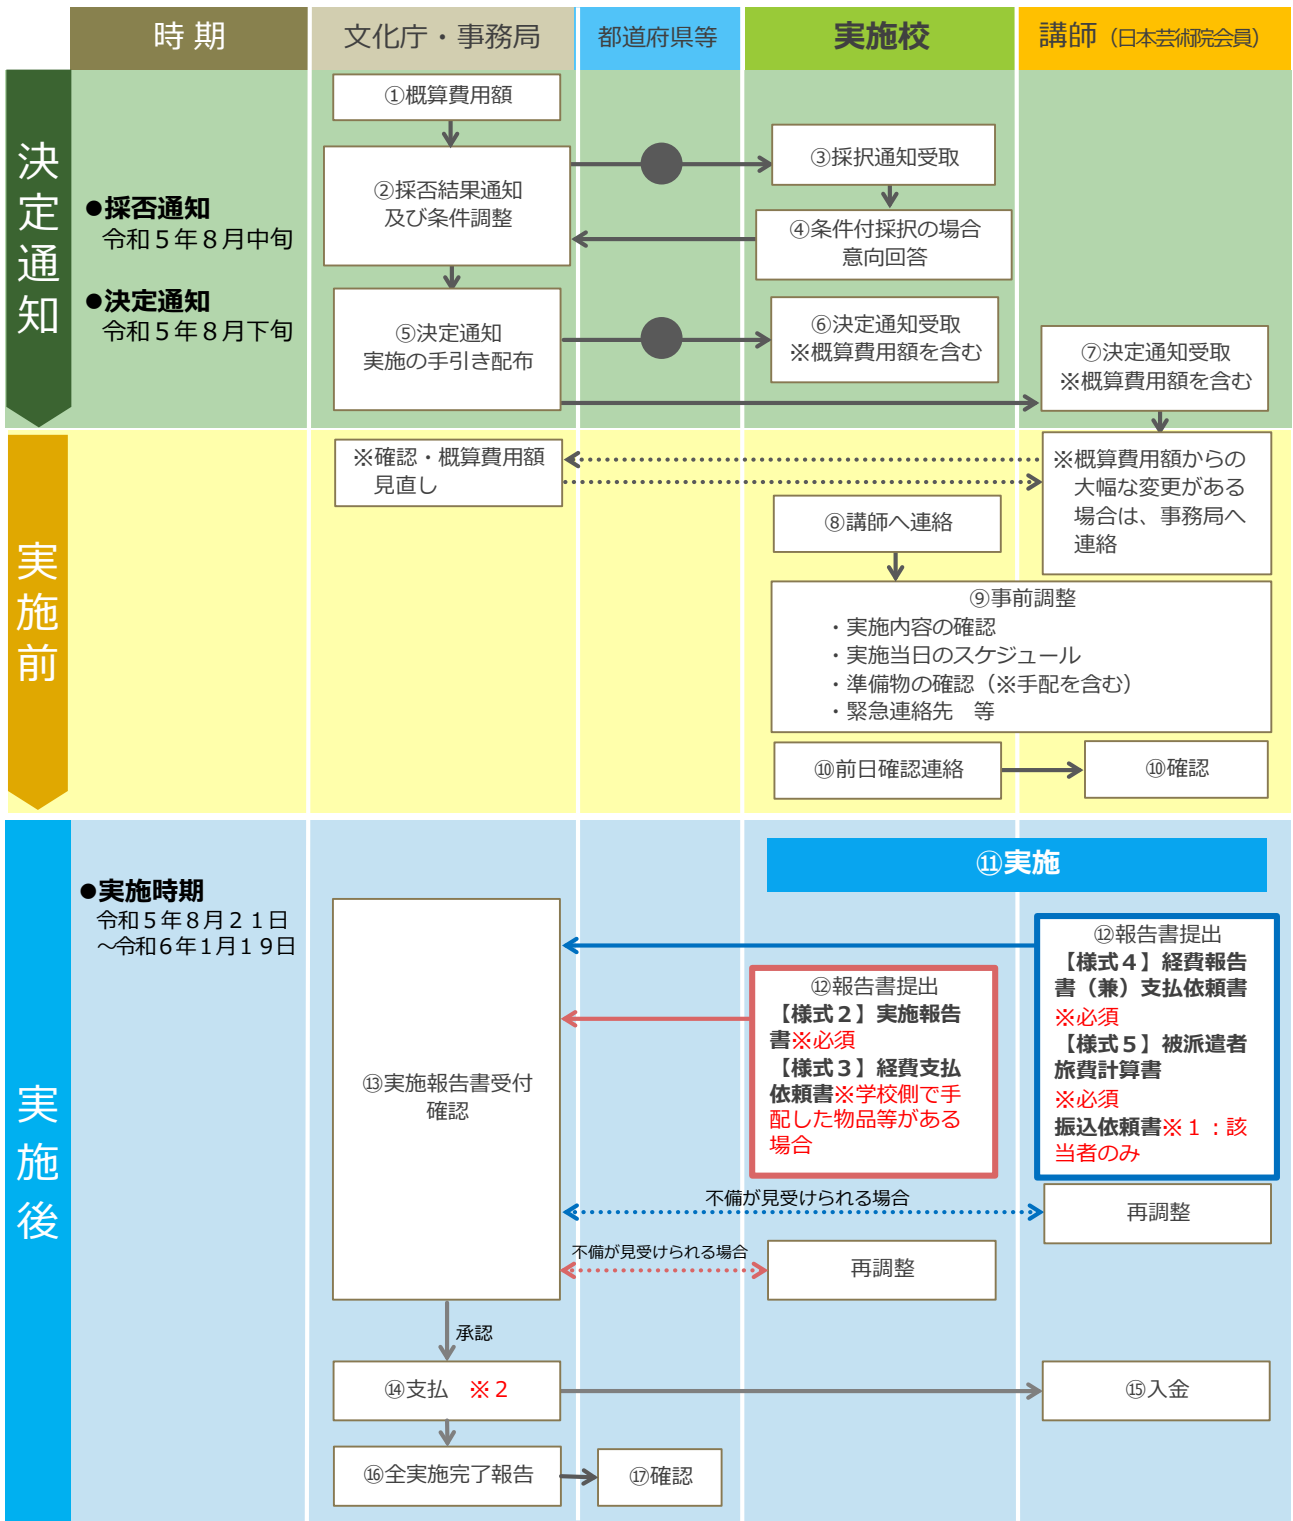 時 期
文化庁・事務局
都道府県等
実施校
講師（日本芸術院会員）
決定通知
●採否通知
令和５年８月中旬
●決定通知
令和５年８月下旬
①概算費用額
②採否結果通知
及び条件調整
③採択通知受取
④条件付採択の場合
意向回答
⑤決定通知
実施の手引き配布
⑥決定通知受取
※概算費用額を含む
⑦決定通知受取
※概算費用額を含む
実施前
※確認・概算費用額
見直し
※概算費用額からの
大幅な変更がある
場合は、事務局へ
連絡
⑧講師へ連絡
⑨事前調整
・実施内容の確認
・実施当日のスケジュール
・準備物の確認（※手配を含む）
・緊急連絡先　等
⑩前日確認連絡
⑩確認
実施後
●実施時期
令和５年８月２１日
～令和６年１月１９日
⑪実施
⑫報告書提出
【様式４】経費報告
書（兼）支払依頼書
※必須
【様式５】被派遣者
旅費計算書
※必須
振込依頼書※１：該
当者のみ
⑫報告書提出
【様式２】実施報告
書※必須
【様式３】経費支払
依頼書※学校側で手
配した物品等がある
場合
⑬実施報告書受付
確認
不備が見受けられる場合
再調整
不備が見受けられる場合
再調整
承認
⑭支払　※２
⑮入金
⑯全実施完了報告
⑰確認